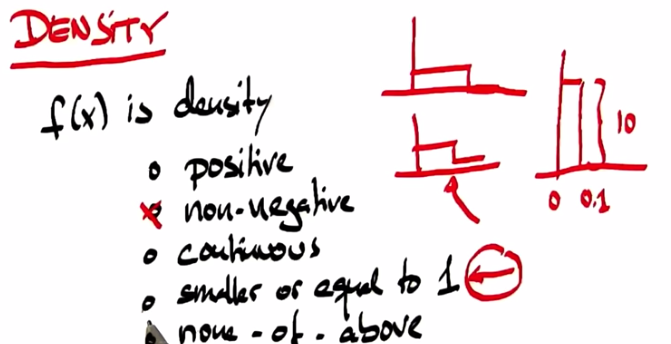 DENSITY
f(x) is density
positive
non-negative
continuous
smaller or equal to 1
none-of-above
10
0 0.1